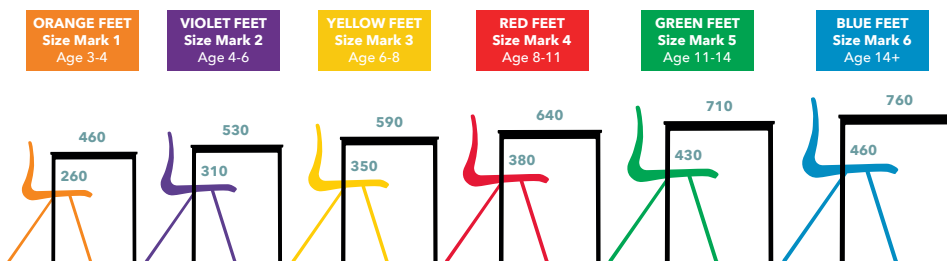 ORANGE FEET
Size Mark 1
Age 3-4
VIOLET FEET
Size Mark 2
Age 4-6
YELLOW FEET
Size Mark 3
Age 6-8
RED FEET
Size Mark 4
Age 8-11
GREEN FEET
Size Mark 5
Age 11-14
BLUE FEET
Size Mark 6
Age 14+
460
260
530
310
590
350
640
380
710
430
760
460